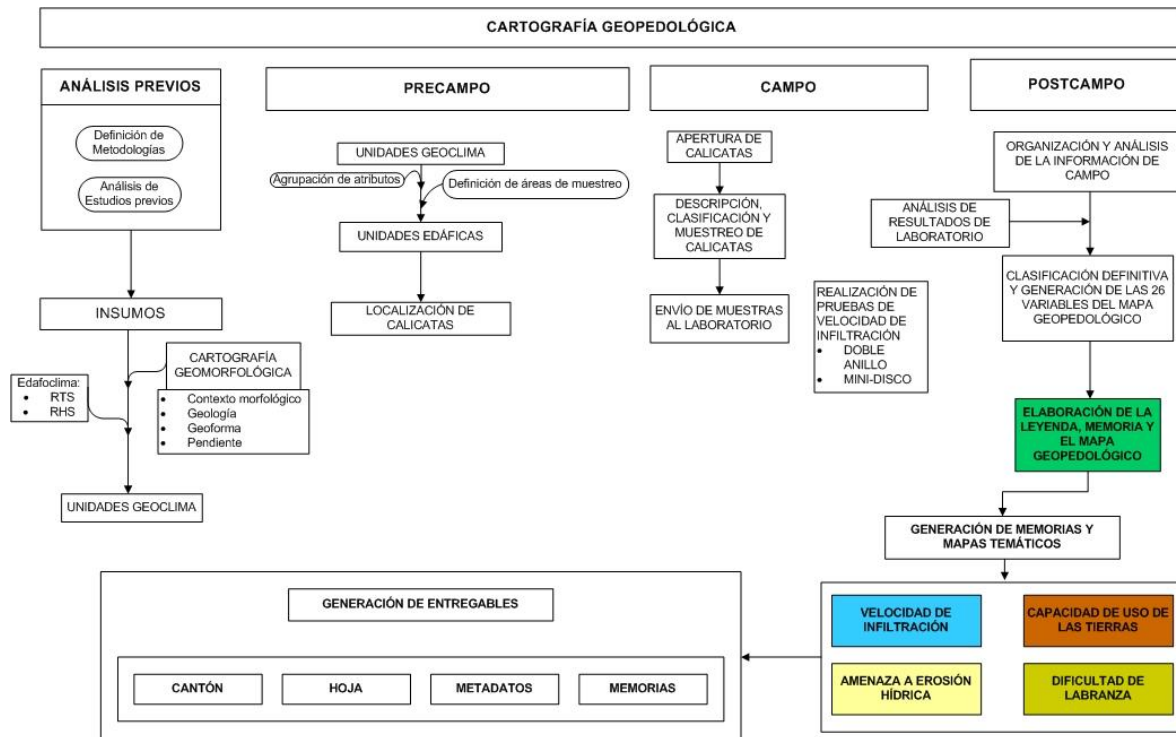 CARTOGRAFÍA GEOPEDOLÓGICA
ANÁLISIS PREVIOS
Definición de
Metodologías
Análisis de
Estudios previos
INSUMOS
CARTOGRAFÍA
GEOMORFOLÓGICA
• Contexto morfológico
• Geología
• Geoforma
• Pendiente
Edafoclima:
• RTS
• RHS
UNIDADES GEOCLIMA
PRECAMPO
UNIDADES GEOCLIMA
Agrupación de atributos
Definición de áreas de muestreo
UNIDADES EDÁFICAS
LOCALIZACIÓN DE
CALICATAS
CAMPO
APERTURA DE
CALICATAS
DESCRIPCIÓN,
CLASIFICACIÓN Y
MUESTREO DE
CALICATAS
ENVÍO DE MUESTRAS
AL LABORATORIO
REALIZACIÓN DE
PRUEBAS DE
VELOCIDAD DE
INFILTRACIÓN
• DOBLE
ANILLO
• MINI-DISCO
POSTCAMPO
ORGANIZACIÓN Y ANÁLISIS
DE LA INFORMACIÓN DE
CAMPO
ANÁLISIS DE
RESULTADOS DE
LABORATORIO
CLASIFICACIÓN DEFINITIVA
Y GENERACIÓN DE LAS 26
VARIABLES DEL MAPA
GEOPEDOLÓGICO
ELABORACIÓN DE LA
LEYENDA, MEMORIA Y
EL MAPA
GEOPEDOLÓGICO
GENERACIÓN DE MEMORIAS Y
MAPAS TEMÁTICOS
VELOCIDAD DE
INFILTRACIÓN
CAPACIDAD DE USO DE
LAS TIERRAS
AMENAZA A EROSIÓN
HÍDRICA
DIFICULTAD DE
LABRANZA
GENERACIÓN DE ENTREGABLES
CANTÓN
HOJA
METADATOS
MEMORIAS